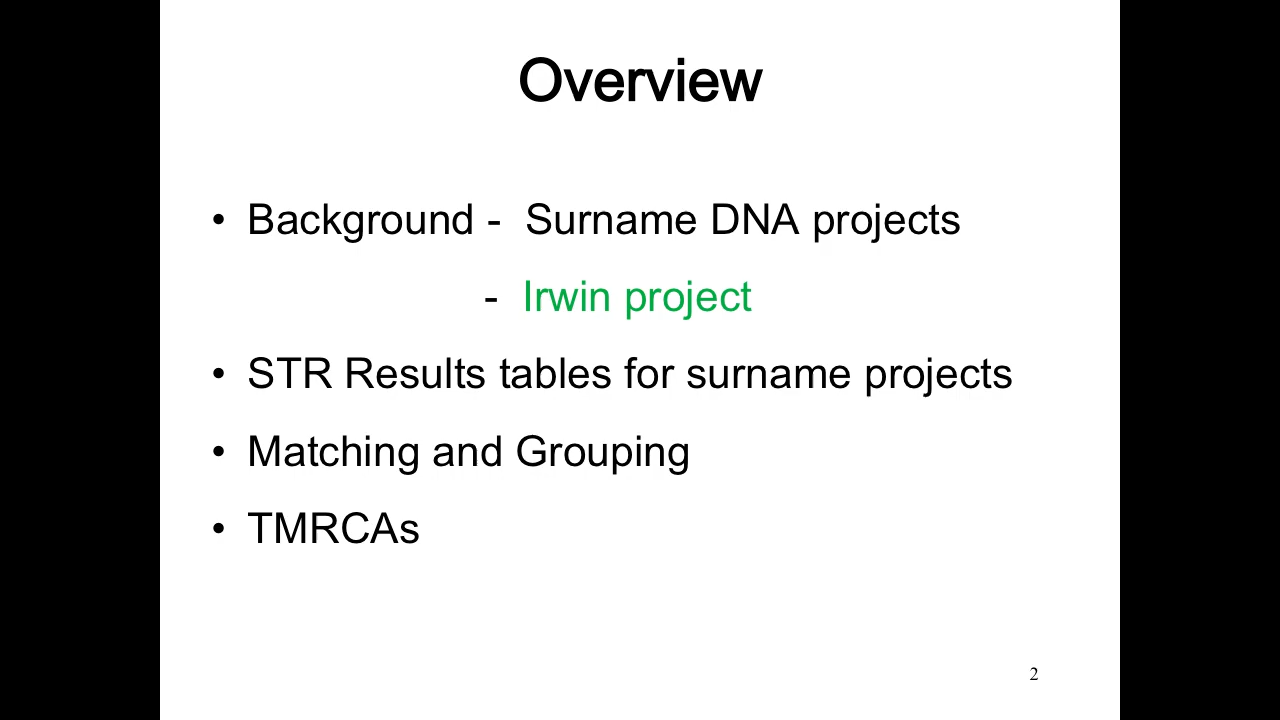 Overview
• Background - Surname DNA projects
- Irwin project
• STR Results tables for surname projects
• Matching and Grouping
• TMRCAs
2